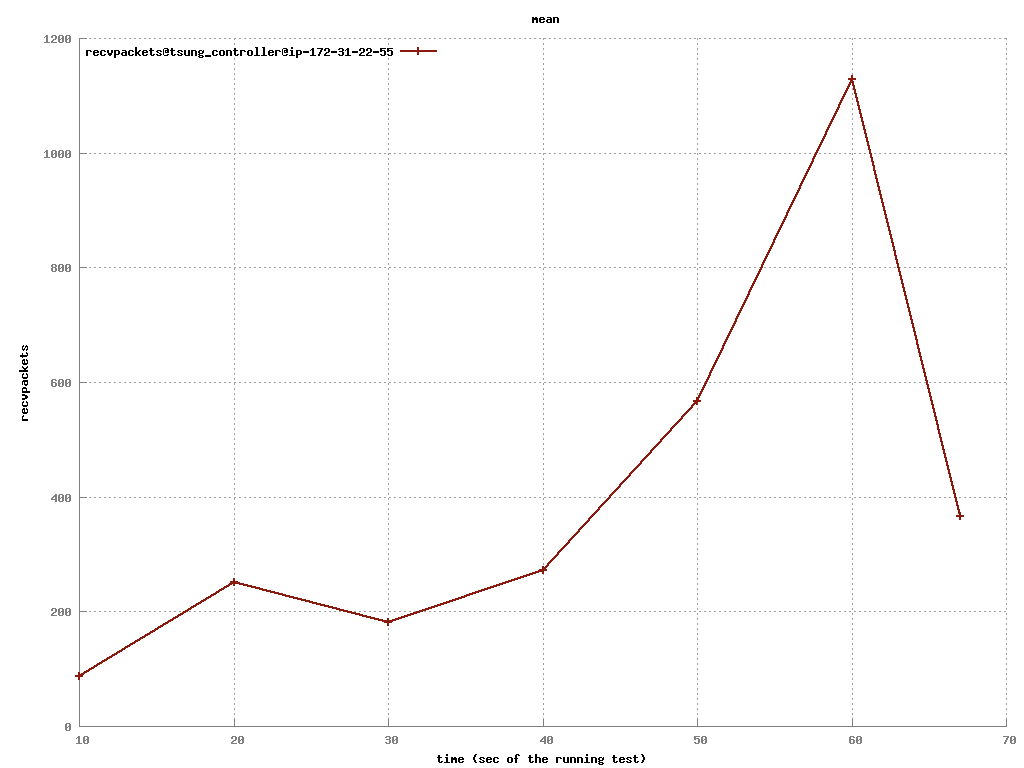 mean
1200
recvpackets@tsung_controller@ip-172-31-22-55
1000
800
600
400
200
0
recvpackets
10 20 30 40 50 60 70
time (sec of the running test)